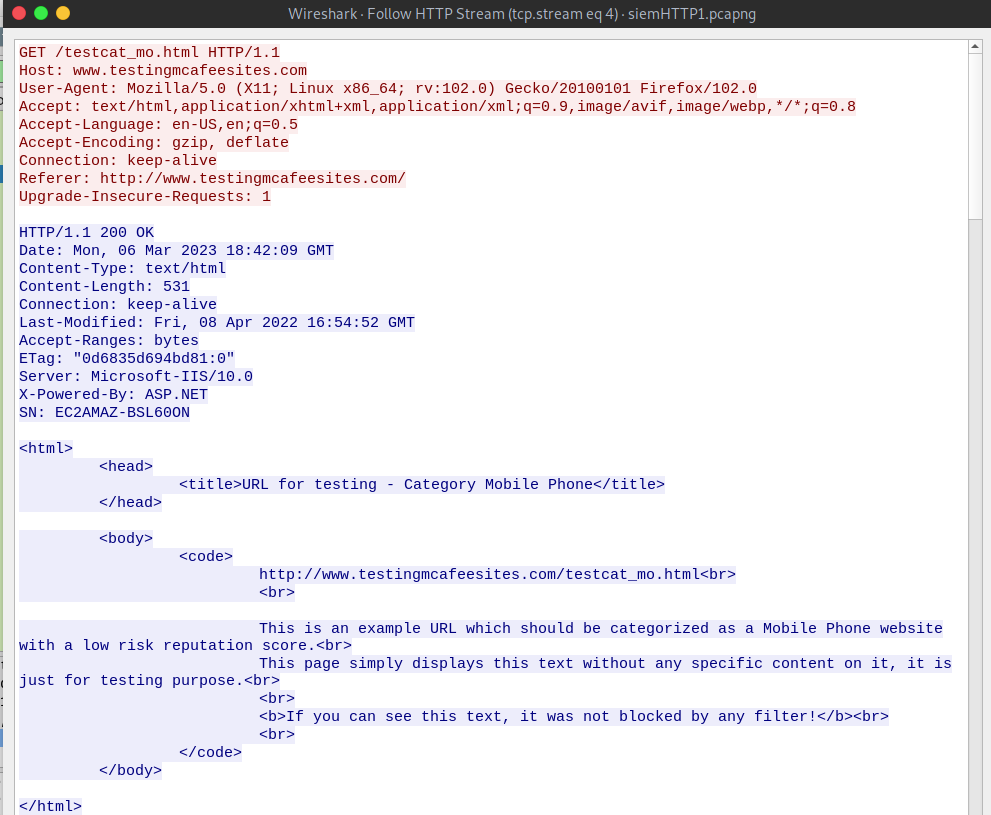 Wireshark · Follow HTTP Stream (tcp.stream eq 4) · siemHTTP1.pcapng
GET /testcat_mo.html HTTP/1.1
Host: www.testingmcafeesites.com
User-Agent: Mozilla/5.0 (X11; Linux x86_64; rv:102.0) Gecko/20100101 Firefox/102.0
Accept: text/html,application/xhtml+xml,application/xml;q=0.9,image/avif,image/webp,*/*;q=0.8
Accept-Language: en-US,en;q=0.5
Accept-Encoding: gzip, deflate
Connection: keep-alive
Referer: http://www.testingmcafeesites.com/
Upgrade-Insecure-Requests: 1
HTTP/1.1 200 OK
Date: Mon, 06 Mar 2023 18:42:09 GMT
Content-Type: text/html
Content-Length: 531
Connection: keep-alive
Last-Modified: Fri, 08 Apr 2022 16:54:52 GMT
Accept-Ranges: bytes
ETag: "0d6835d694bd81:0"
Server: Microsoft-IIS/10.0
X-Powered-By: ASP.NET
SN: EC2AMAZ-BSL60ON
<html>
<head>
<title>URL for testing - Category Mobile Phone</title>
</head>
<body>
<code>
http://www.testingmcafeesites.com/testcat_mo.html<br>
<br>
This is an example URL which should be categorized as a Mobile Phone website
with a low risk reputation score.<br>
This page simply displays this text without any specific content on it, it is
just for testing purpose.<br>
<br>
<b>If you can see this text, it was not blocked by any filter!</b><br>
<br>
</code>
</body>
</html>